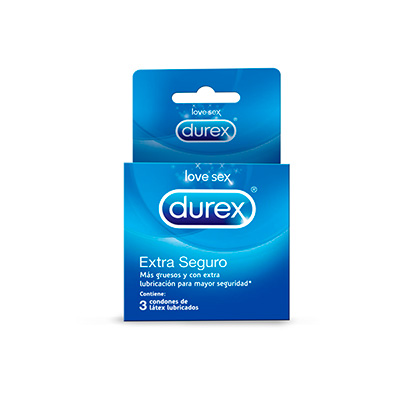 love sex
durex
love sex
durex®
Extra Seguro
Más gruesos y con extra
lubricación para mayor seguridad*
Contiene:
3 condones de
látex lubricados